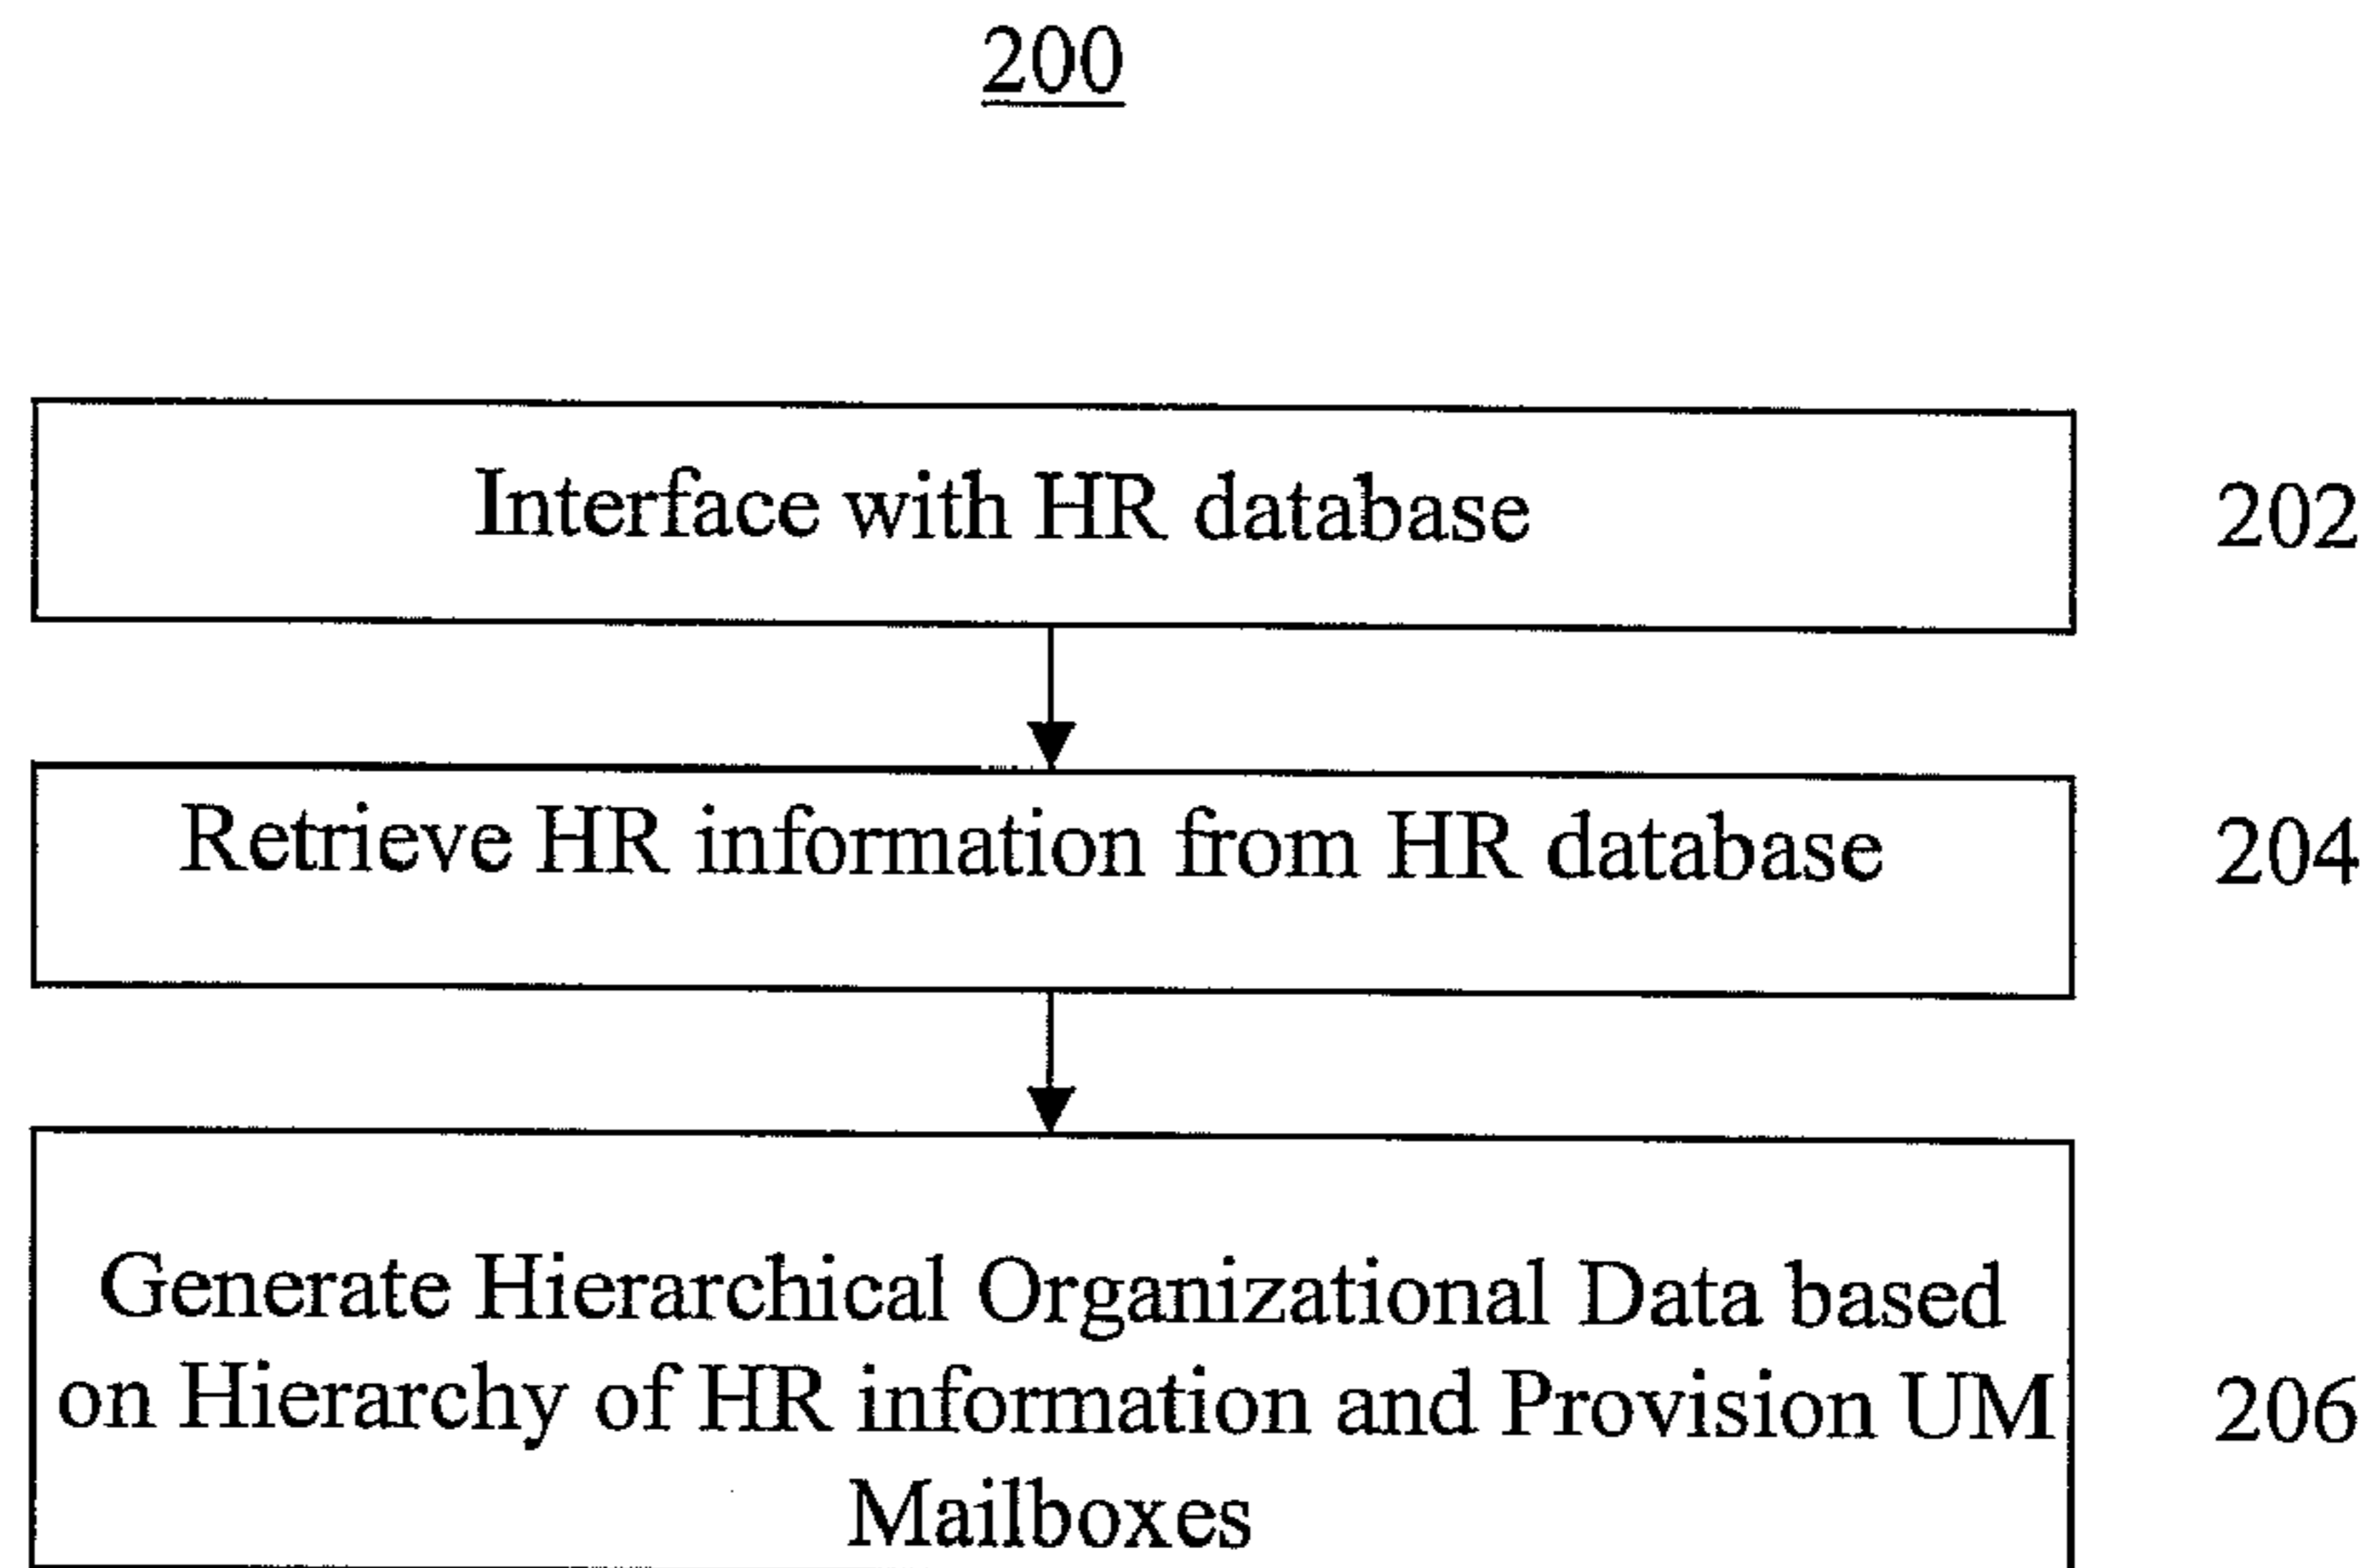 200
Interface with HR database
202
Retrieve HR information from HR database
204
Generate Hierarchical Organizational Data based
on Hierarchy of HR information and Provision UM
206
Mailboxes